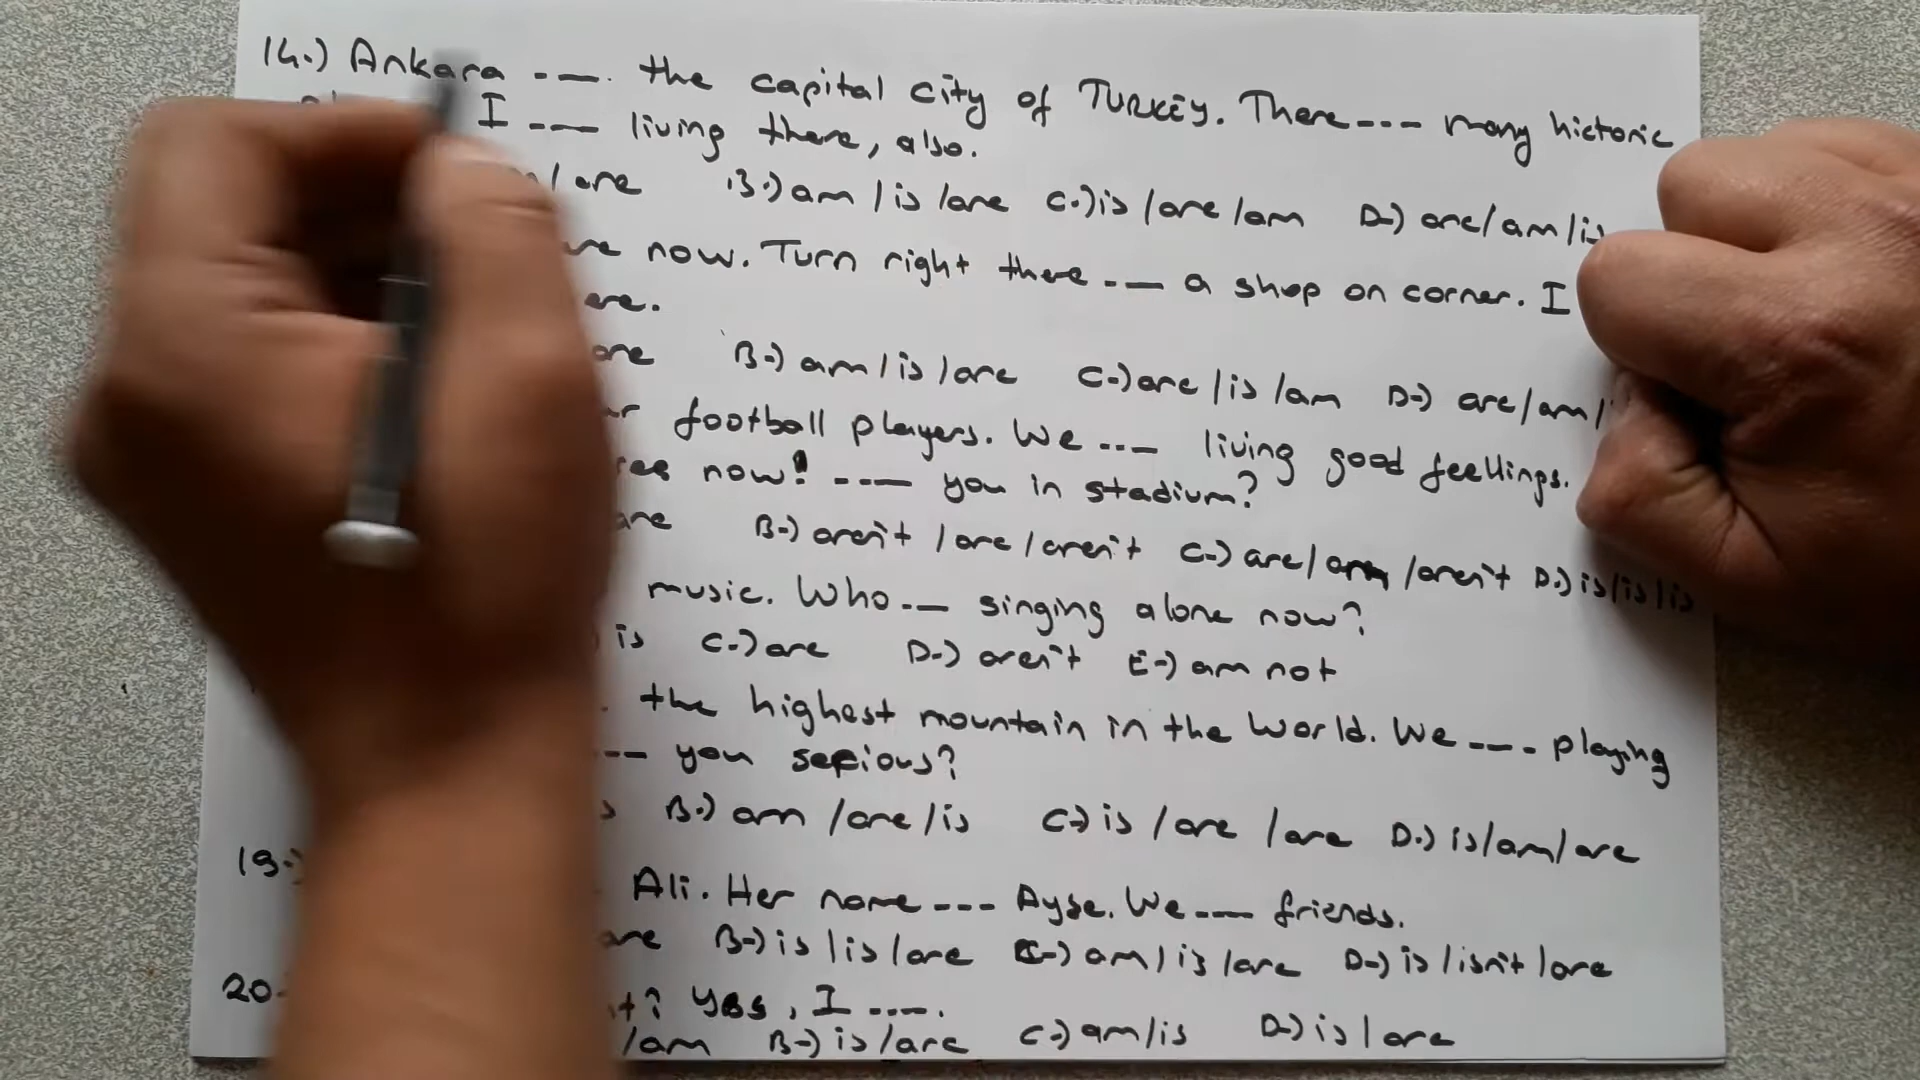 14.) Ankara ---. the capital city of TURKEY. There --- many hictoric
I --- living there, also.
/are B.) am / is /are C.) is /are /am D-) are/am/is
now. Turn right there --- a shop on corner. I
ere.
are B-) am / is / are C-) are / is /am D-) are/am/
football players. We --- living good feellings.
now! ---- you in stadium?
are B-) aren't /are / aren't C-) are/ /aren't D.) is/is/is
music. Who --- singing alone now?
is C-) are D-) aren't E-) am not
. the highest mountain in the world. We ---- playing
--- you serious?
s B.) am /are / is C-) is / are /are D.) is/am/are
19-)
Ali. Her name --- Ayşe. We --- friends.
are B-) is / is /are C-) am / is /are D-) is / isn't /are
20-
t? Yes, I ----.
/am B-) is /are C-) am/is D-) is / are